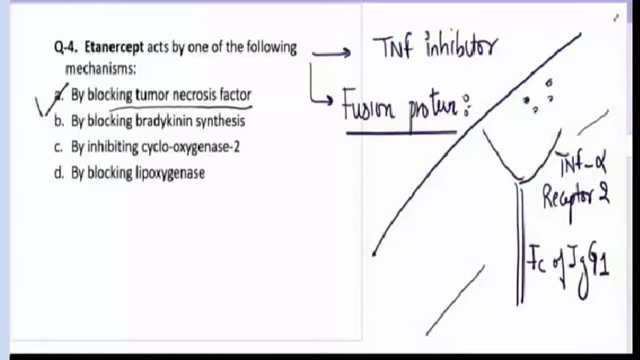 Q-4. Etanercept acts by one of the following
mechanisms:
a. By blocking tumor necrosis factor
b. By blocking bradykinin synthesis
c. By inhibiting cyclo-oxygenase-2
d. By blocking lipoxygenase
TNF inhibitor
Fusion protein:
TNF-α
Receptor 2
Fc of IgG1